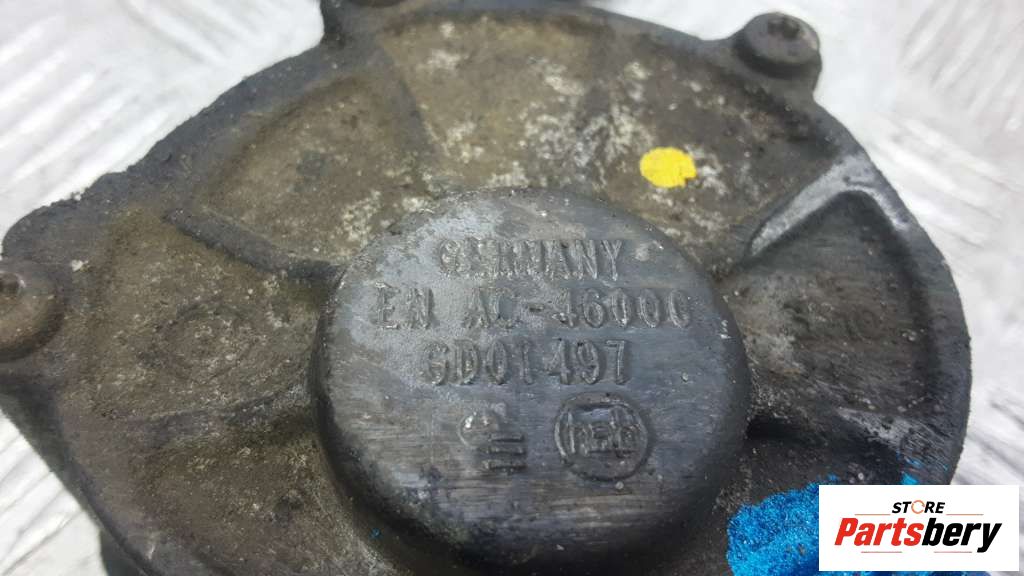 GERMANY
EN AC-46000
GD01497
STORE
Partsbery